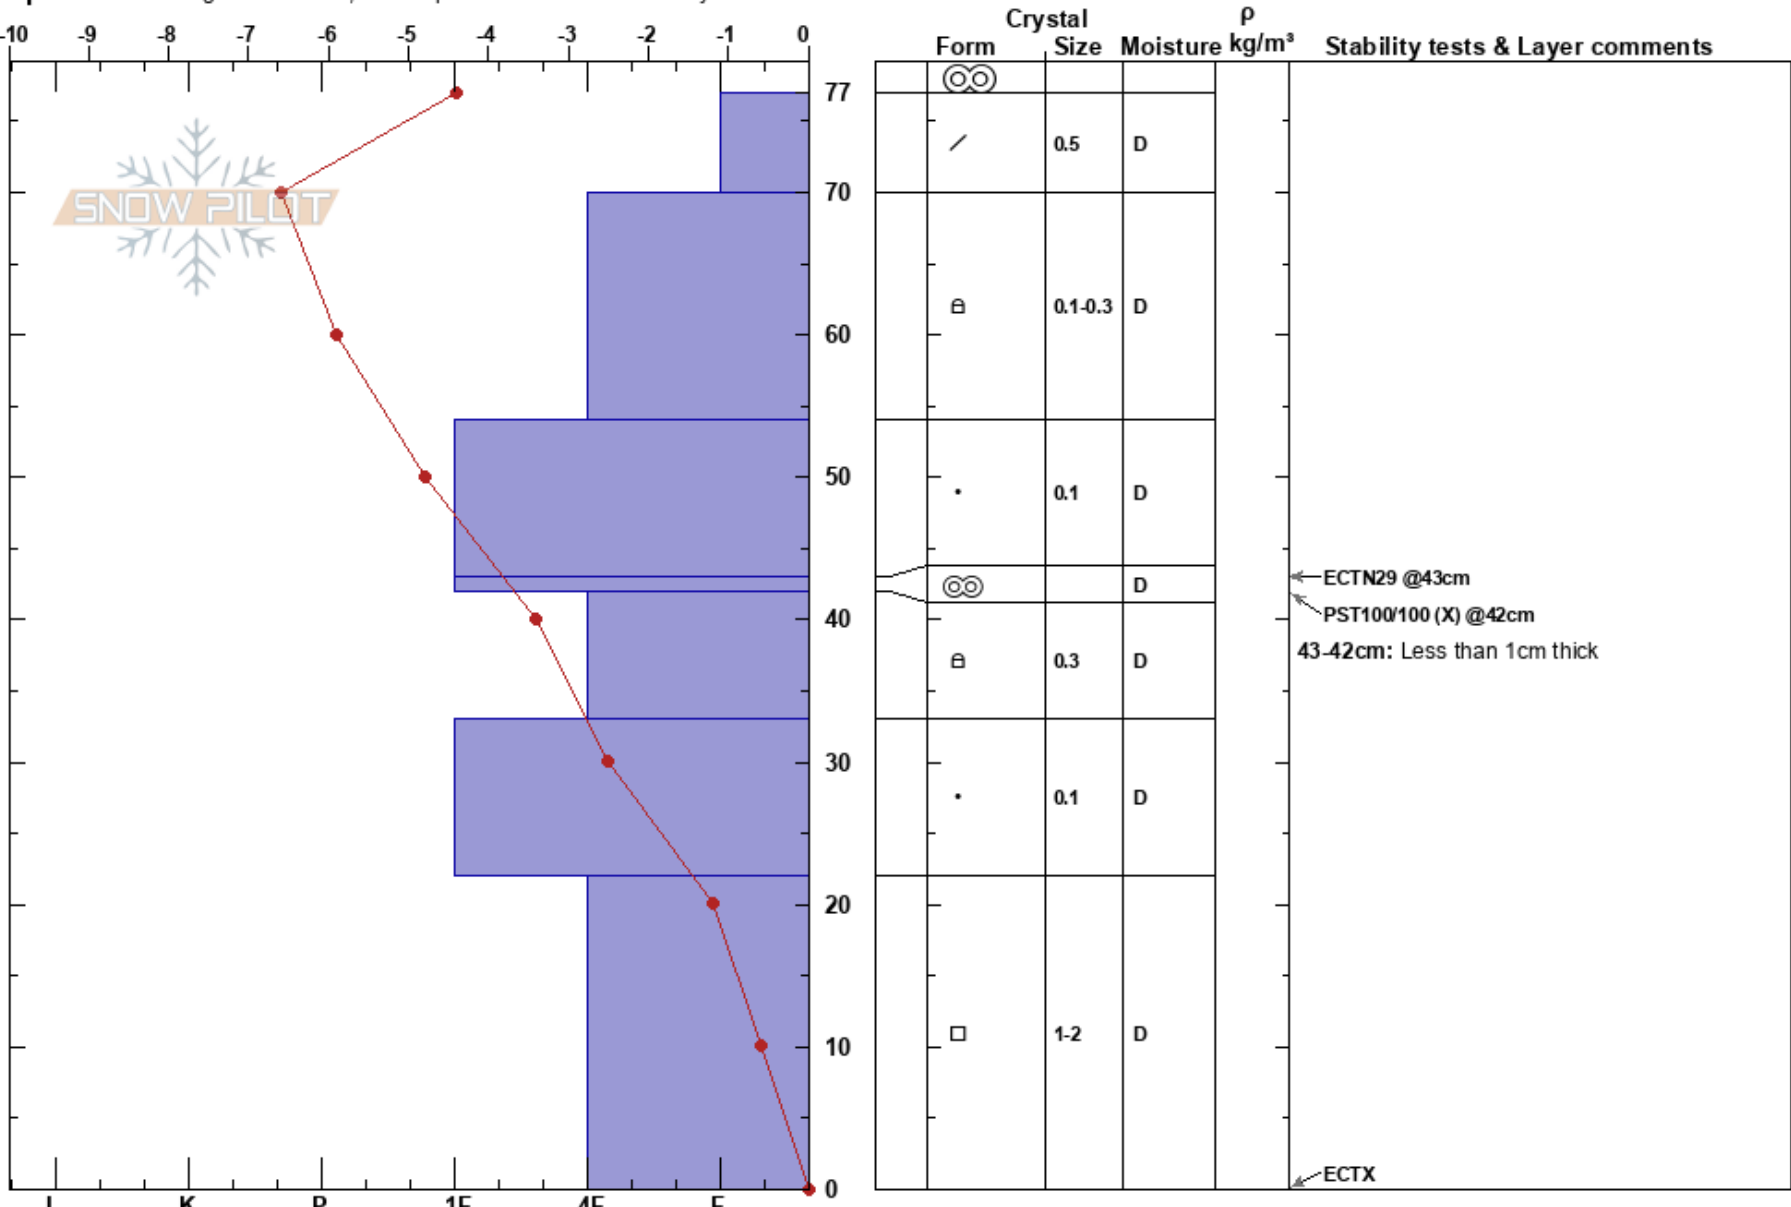 -10 -9 -8 -7 -6 -5 -4 -3 -2 -1 0
Crystal ρ
Form Size Moisture kg/m³ Stability tests & Layer comments
77
0.5 D
SNOW PILOT
70
0.1-0.3 D
60
50
0.1 D
D
ECTN29 @43cm
40
PST100/100 (X) @42cm
0.3 D
43-42cm: Less than 1cm thick
30
0.1 D
20
10
1-2 D
ECTX
0